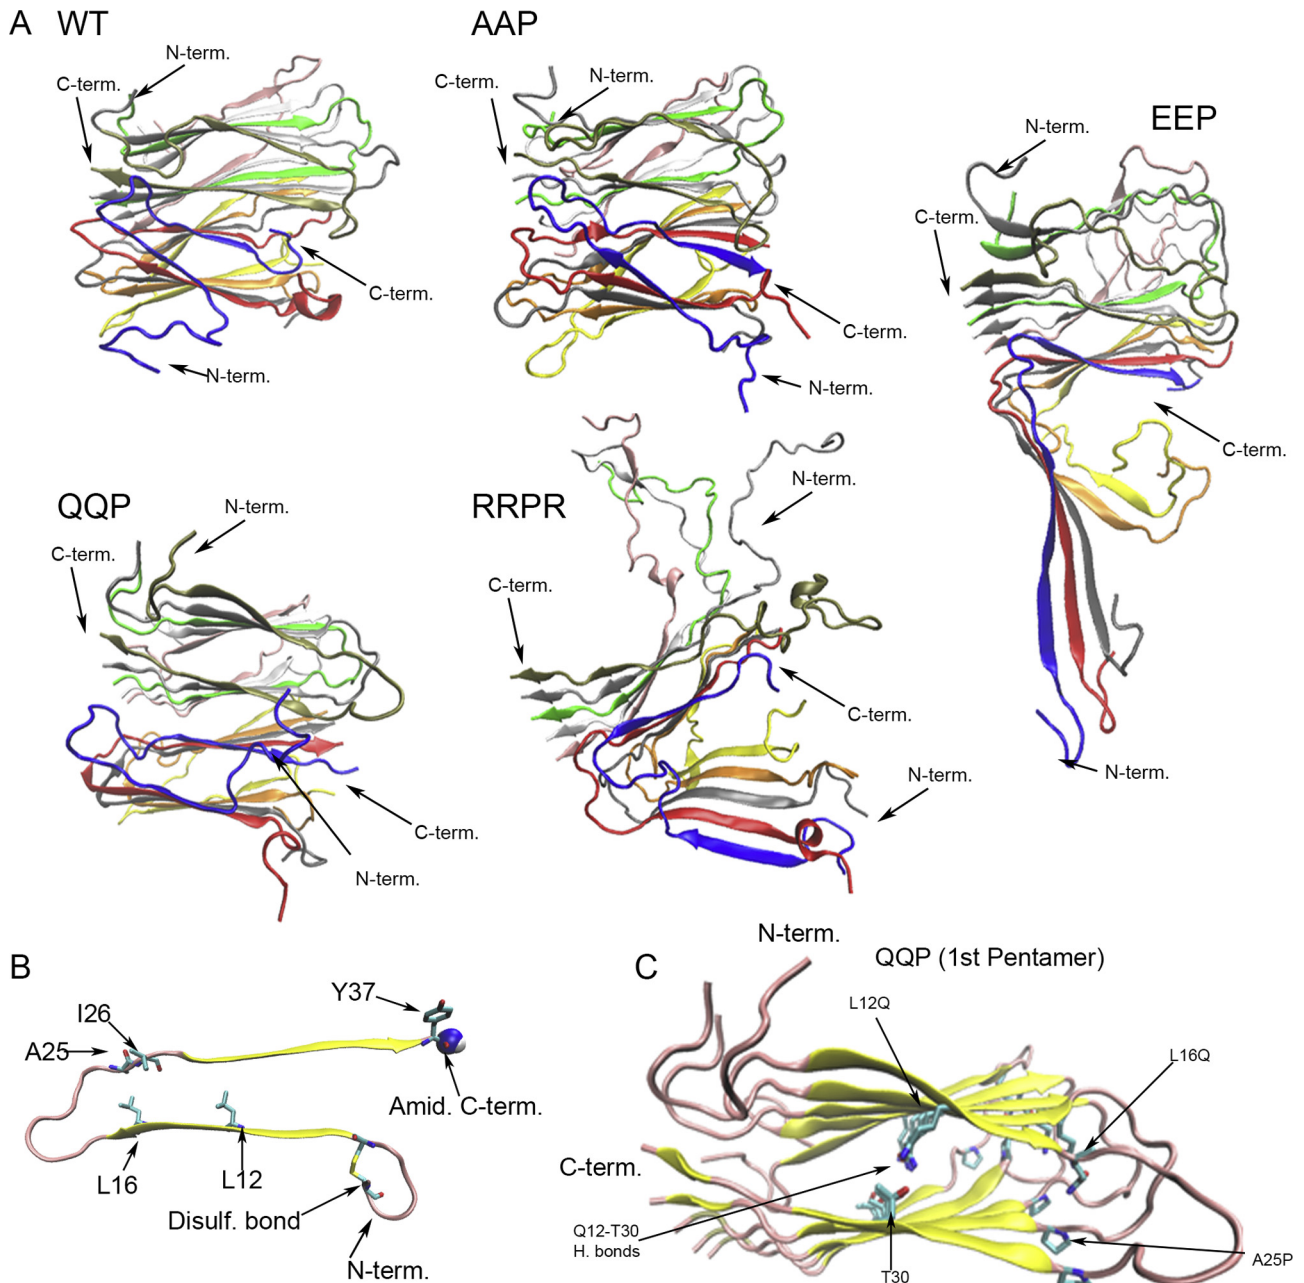 A
WT
N-term.
C-term.
C-term.
N-term.
AAP
C-term.
N-term.
C-term.
N-term.
EEP
N-term.
C-term.
C-term.
N-term.
QQP
N-term.
C-term.
C-term.
N-term.
RRPR
N-term.
C-term.
C-term.
N-term.
B
Y37
I26
A25
Amid. C-term.
L16
L12
Disulf. bond
N-term.
C
N-term.
QQP (1st Pentamer)
L12Q
L16Q
C-term.
Q12-T30
H. bonds
T30
A25P